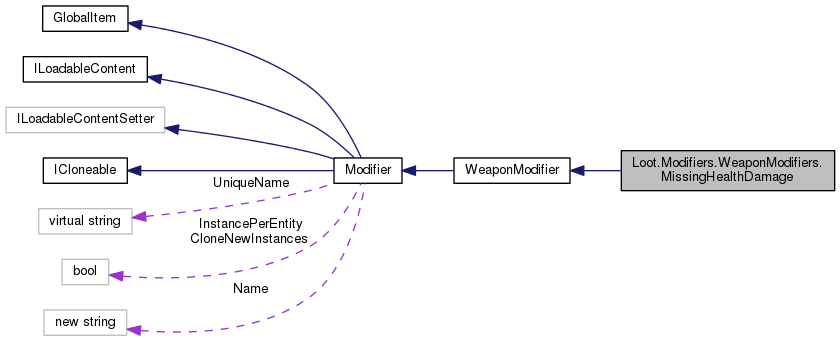 GlobalItem
ILoadableContent
ILoadableContentSetter
ICloneable
Modifier
WeaponModifier
Loot.Modifiers.WeaponModifiers.
MissingHealthDamage
UniqueName
virtual string
InstancePerEntity
CloneNewInstances
bool
Name
new string